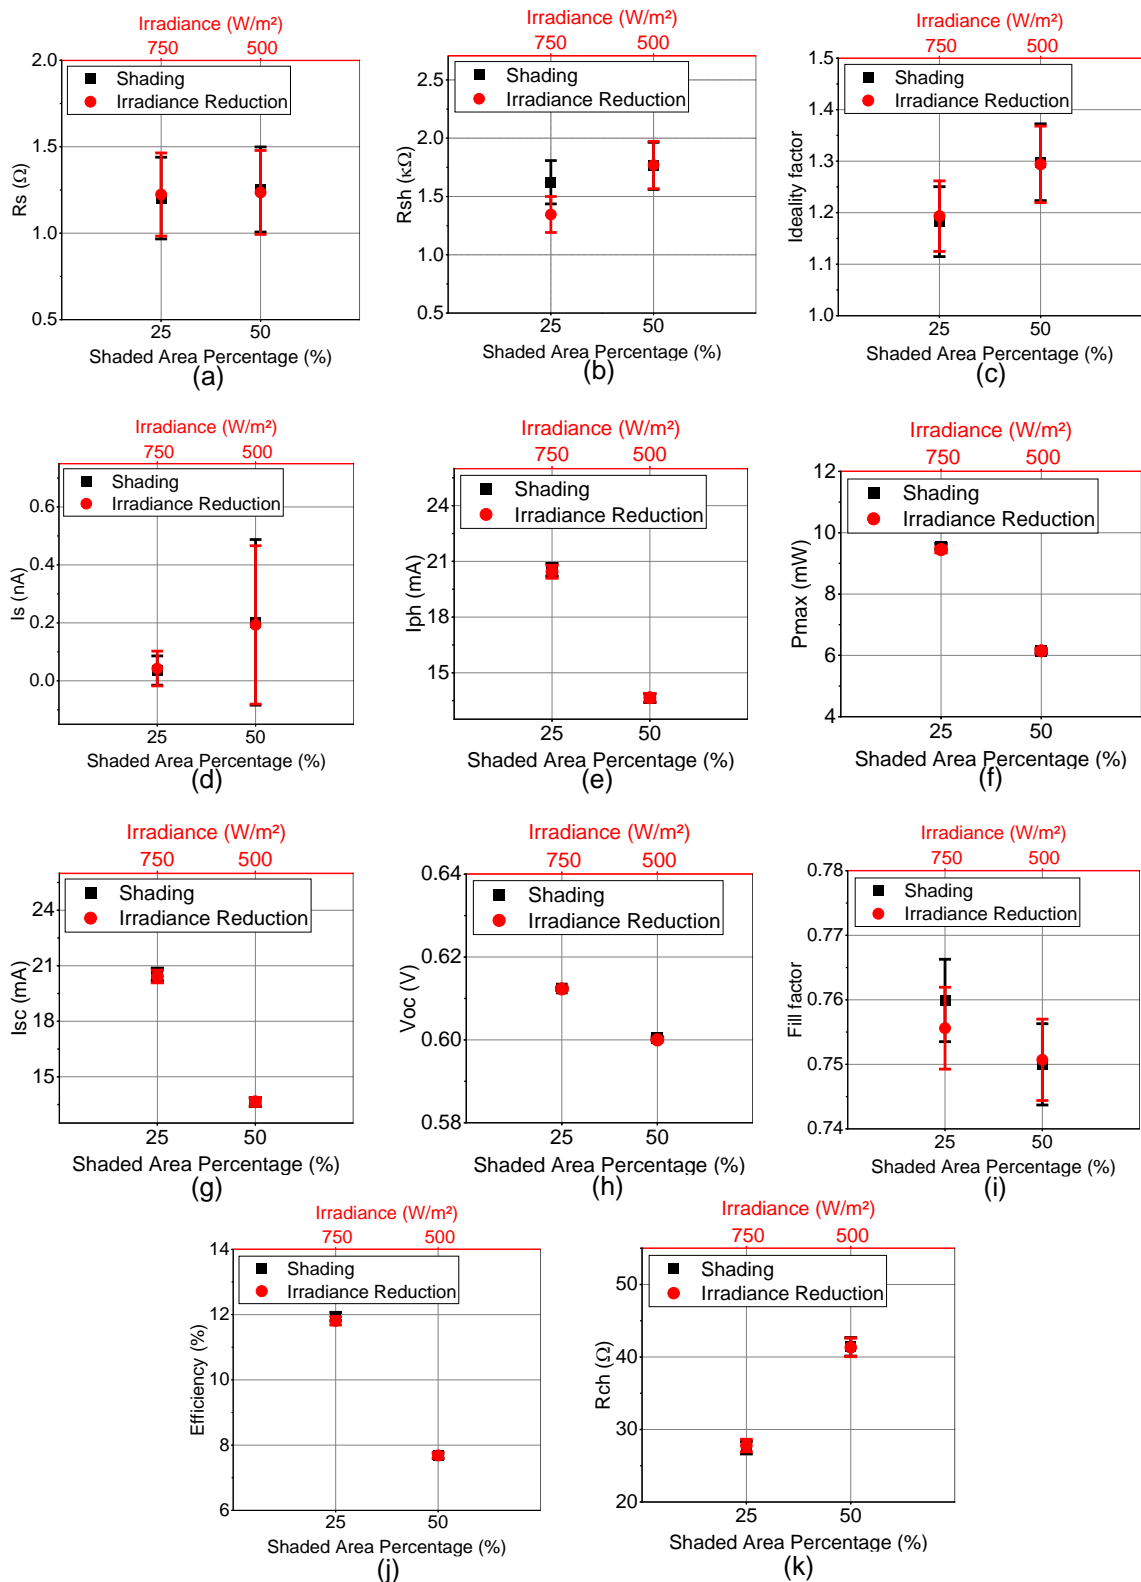 Irradiance (W/m²)
750 500
2.0
1.5
1.0
0.5
Rs (Ω)
Shading
Irradiance Reduction
25 50
Shaded Area Percentage (%)
(a)
Irradiance (W/m²)
750 500
2.5
2.0
1.5
1.0
0.5
Rsh (κΩ)
Shading
Irradiance Reduction
25 50
Shaded Area Percentage (%)
(b)
Irradiance (W/m²)
750 500
1.5
1.4
1.3
1.2
1.1
1.0
Ideality factor
Shading
Irradiance Reduction
25 50
Shaded Area Percentage (%)
(c)
Irradiance (W/m²)
750 500
0.6
0.4
0.2
0.0
Is (nA)
Shading
Irradiance Reduction
25 50
Shaded Area Percentage (%)
(d)
Irradiance (W/m²)
750 500
24
21
18
15
Iph (mA)
Shading
Irradiance Reduction
25 50
Shaded Area Percentage (%)
(e)
Irradiance (W/m²)
750 500
12
10
8
6
4
Pmax (mW)
Shading
Irradiance Reduction
25 50
Shaded Area Percentage (%)
(f)
Irradiance (W/m²)
750 500
24
21
18
15
Isc (mA)
Shading
Irradiance Reduction
25 50
Shaded Area Percentage (%)
(g)
Irradiance (W/m²)
750 500
0.64
0.62
0.60
0.58
Voc (V)
Shading
Irradiance Reduction
25 50
Shaded Area Percentage (%)
(h)
Irradiance (W/m²)
750 500
0.78
0.77
0.76
0.75
0.74
Fill factor
Shading
Irradiance Reduction
25 50
Shaded Area Percentage (%)
(i)
Irradiance (W/m²)
750 500
14
12
10
8
6
Efficiency (%)
Shading
Irradiance Reduction
25 50
Shaded Area Percentage (%)
(j)
Irradiance (W/m²)
750 500
50
40
30
20
Rch (Ω)
Shading
Irradiance Reduction
25 50
Shaded Area Percentage (%)
(k)